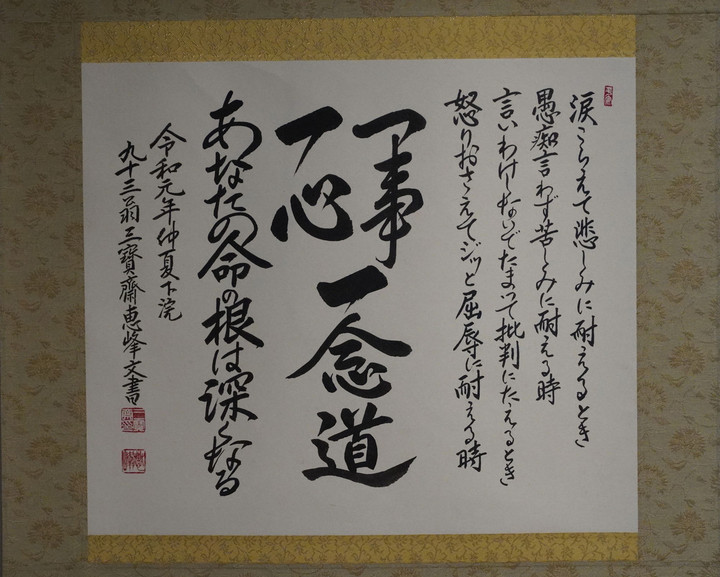 涙こらえて悲しみに耐えるとき
愚痴言わず苦しみに耐える時
言いわけしないでだまって批判にたえるとき
怒りおさえてジッと屈辱に耐える時
一事
一心
一念道
あなたの命の根は深くなる
令和元年仲夏下浣
九十三翁三寶齋恵峰文書